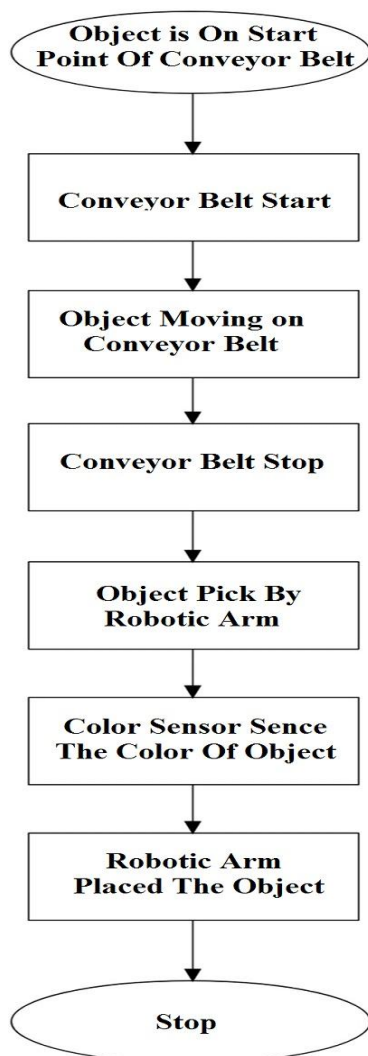 Object is On Start
Point Of Conveyor Belt
Conveyor Belt Start
Object Moving on
Conveyor Belt
Conveyor Belt Stop
Object Pick By
Robotic Arm
Color Sensor Sence
The Color Of Object
Robotic Arm
Placed The Object
Stop